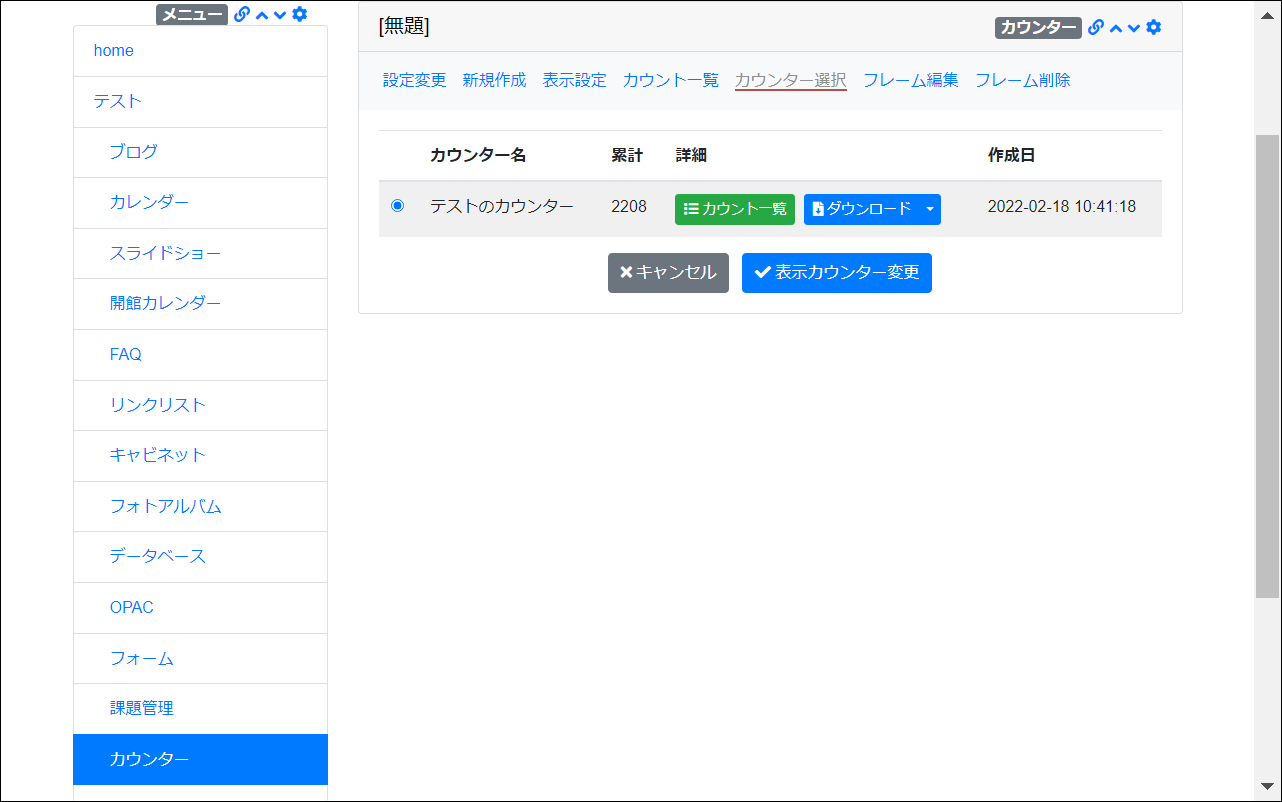 メニュー
home
テスト
ブログ
カレンダー
スライドショー
開館カレンダー
FAQ
リンクリスト
キャビネット
フォトアルバム
データベース
OPAC
フォーム
課題管理
カウンター
[無題] カウンター
設定変更 新規作成 表示設定 カウント一覧 カウンター選択 フレーム編集 フレーム削除
カウンター名 累計 詳細 作成日
テストのカウンター 2208 カウント一覧 ダウンロード 2022-02-18 10:41:18
キャンセル 表示カウンター変更